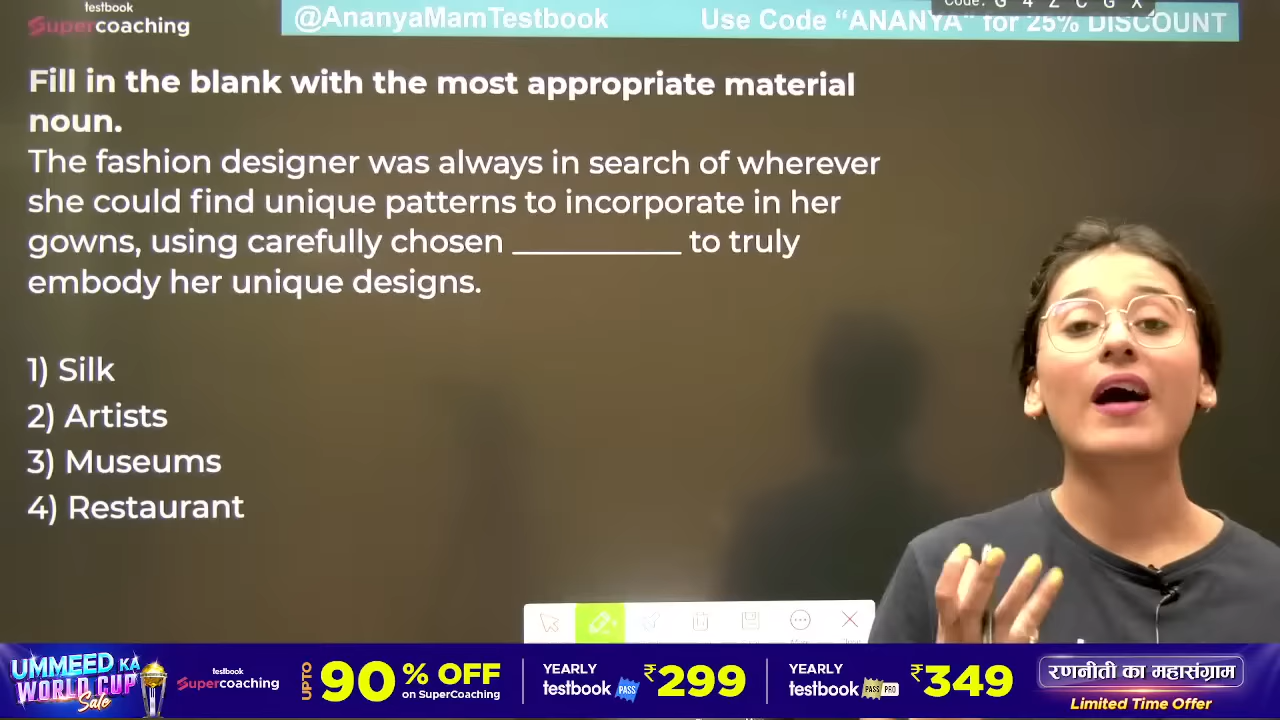 testbook
Supercoaching
@AnanyaMamTestbook
Use Code “ANANYA” for 25% DISCOUNT
Code: G 4 Z C G X
Fill in the blank with the most appropriate material
noun.
The fashion designer was always in search of wherever
she could find unique patterns to incorporate in her
gowns, using carefully chosen ___________ to truly
embody her unique designs.
1) Silk
2) Artists
3) Museums
4) Restaurant
UMMEED KA
WORLD CUP
Sale
testbook
Supercoaching
UPTO 90% OFF
on SuperCoaching
YEARLY
testbook PASS
₹299
YEARLY
testbook PASS PRO
₹349
रणनीती का महासंग्राम
Limited Time Offer